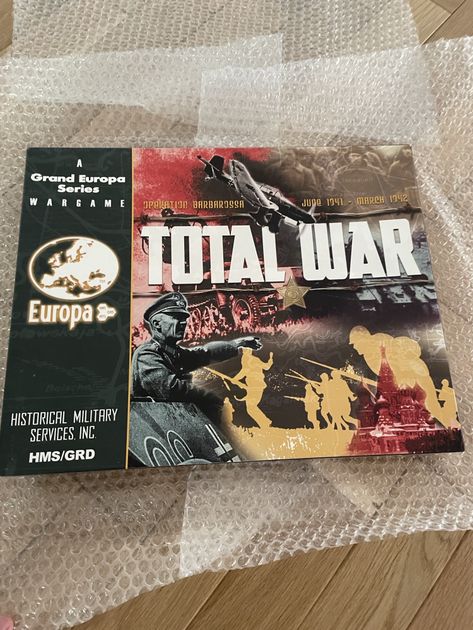 A
Grand Europa
Series
WARGAME
Europa
HISTORICAL MILITARY
SERVICES, INC.
HMS/GRD
OPERATION BARBAROSSA JUNE 1941 - MARCH 1942
TOTAL WAR